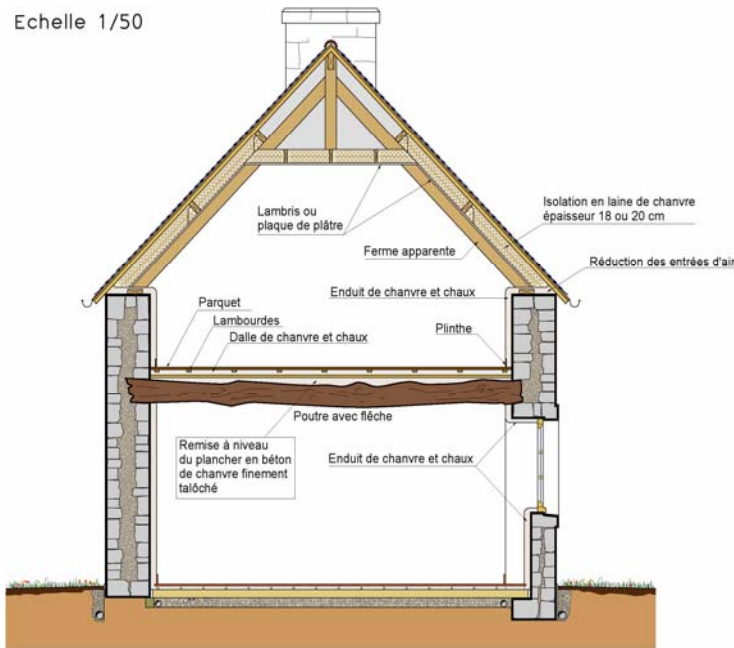 Echelle 1/50
Lambris ou
plaque de plâtre
Isolation en laine de chanvre
épaisseur 18 ou 20 cm
Ferme apparente
Réduction des entrées d'air
Enduit de chanvre et chaux
Parquet
Lambourdes
Dalle de chanvre et chaux
Plinthe
Poutre avec flêche
Remise à niveau
du plancher en béton
de chanvre finement
talôché
Enduit de chanvre et chaux